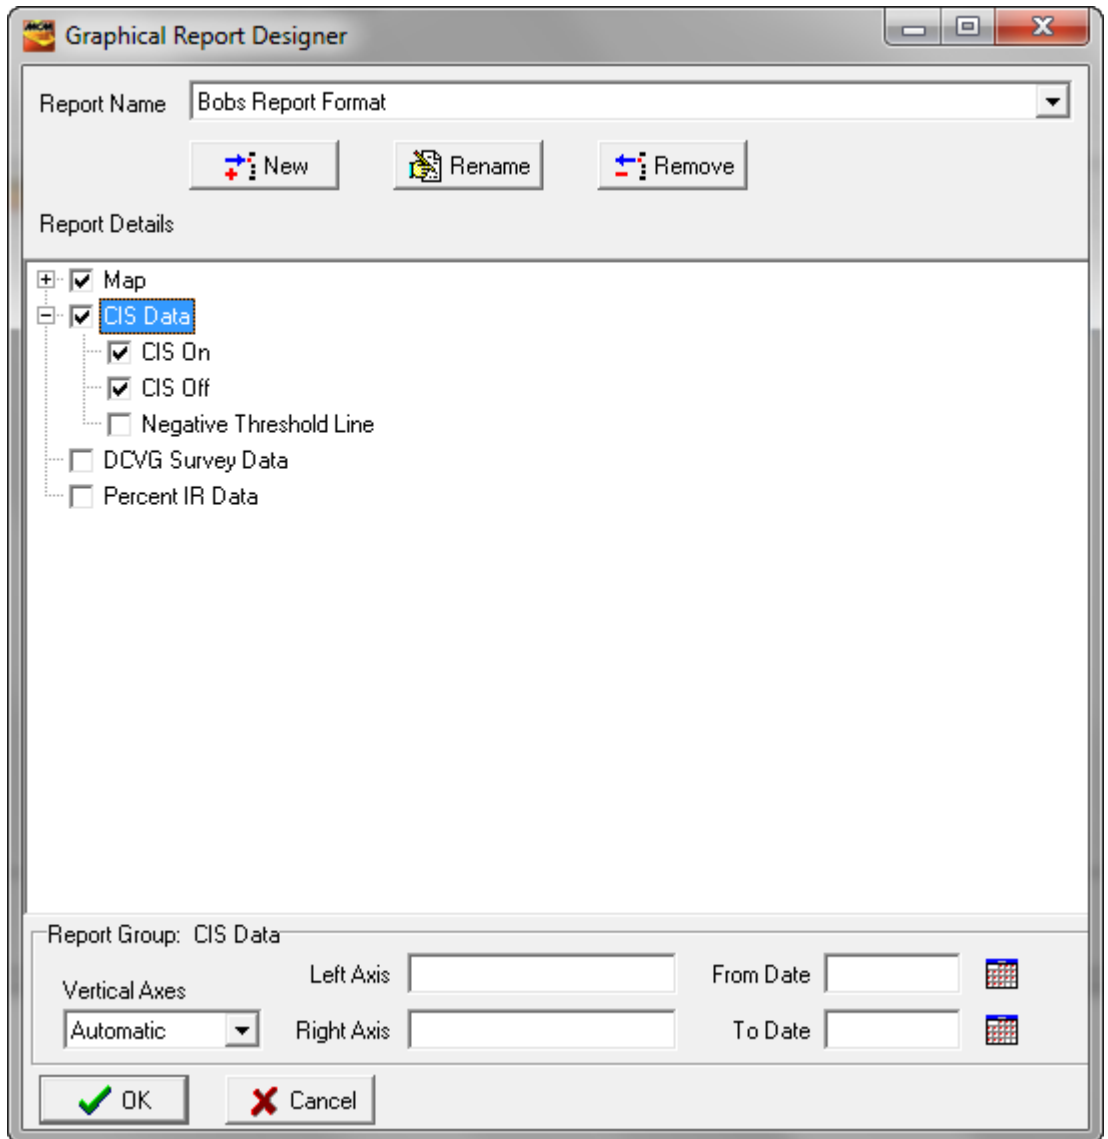 MCM
Graphical Report Designer
Report Name Bobs Report Format
New Rename Remove
Report Details
Map
CIS Data
CIS On
CIS Off
Negative Threshold Line
DCVG Survey Data
Percent IR Data
Report Group: CIS Data
Left Axis From Date
Vertical Axes
Automatic Right Axis To Date
OK Cancel